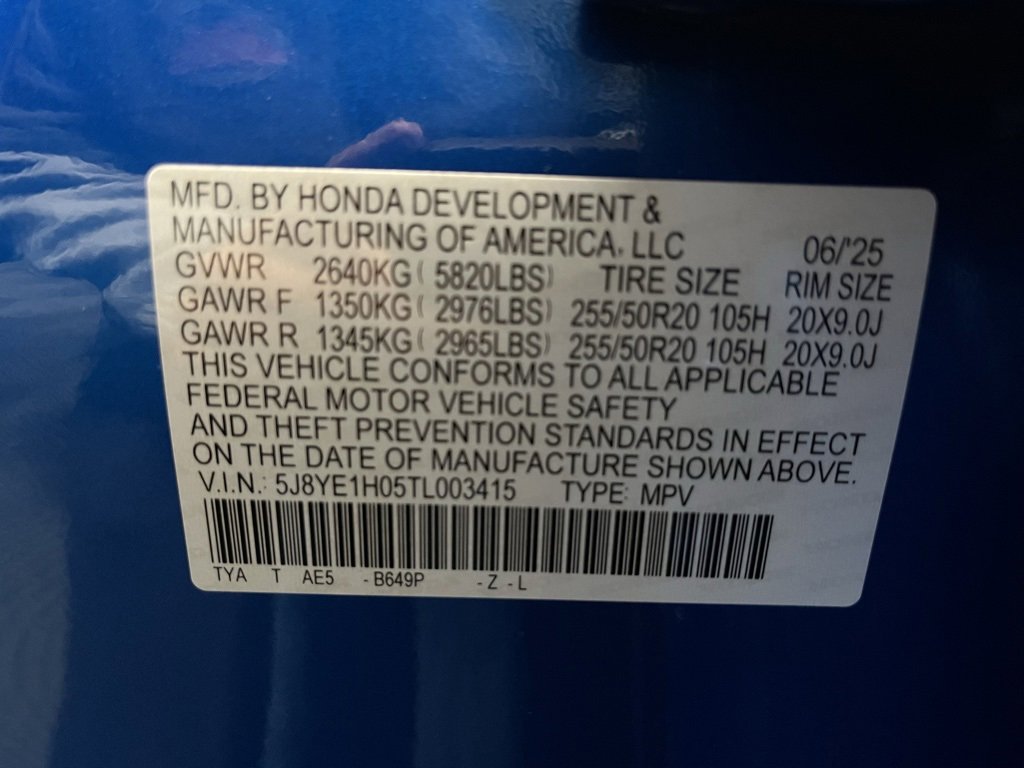 MFD. BY HONDA DEVELOPMENT &
MANUFACTURING OF AMERICA, LLC 06/'25
GVWR 2640KG ( 5820LBS) TIRE SIZE RIM SIZE
GAWR F 1350KG ( 2976LBS) 255/50R20 105H 20X9.0J
GAWR R 1345KG ( 2965LBS) 255/50R20 105H 20X9.0J
THIS VEHICLE CONFORMS TO ALL APPLICABLE
FEDERAL MOTOR VEHICLE SAFETY
AND THEFT PREVENTION STANDARDS IN EFFECT
ON THE DATE OF MANUFACTURE SHOWN ABOVE.
V.I.N.: 5J8YE1H05TL003415 TYPE: MPV
TYA T AE5 -B649P -Z-L